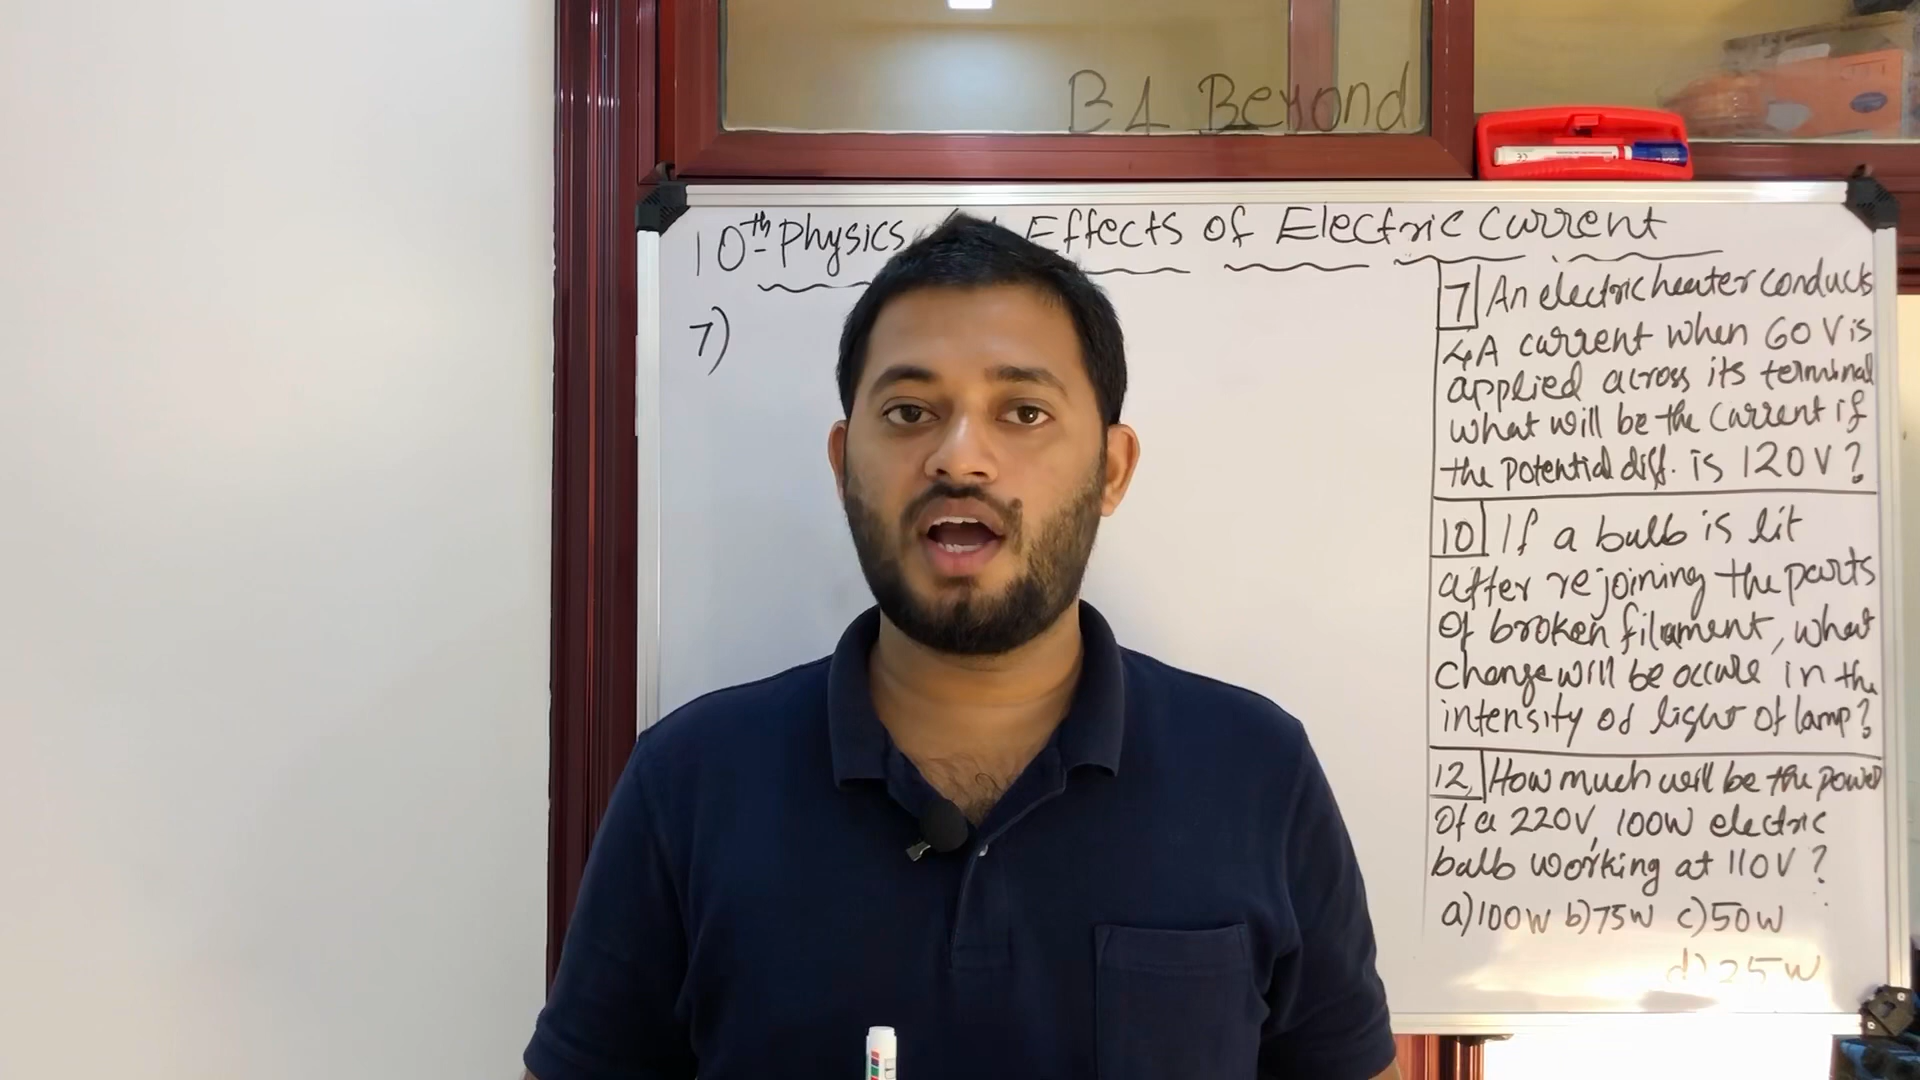 B4 Beyond
10th Physics Effects of Electric Current
7)
7 An electric heater conducts
4A current when 60 V is
applied across its terminal
what will be the current if
the potential diff. is 120V?
10 If a bulb is lit
after rejoining the parts
of broken filament, what
change will be occure in the
intensity od light of lamp?
12 How much will be the power
Of a 220V, 100W electric
bulb working at 110V?
a)100W b)75W c)50W
d)25W